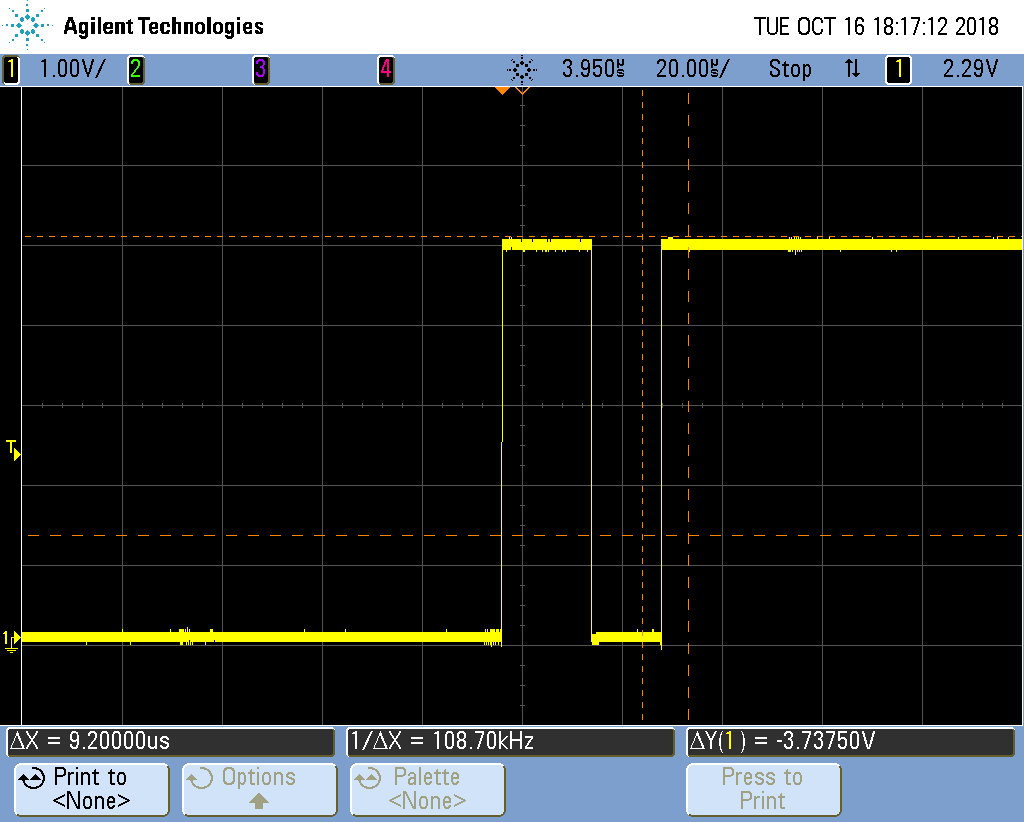 Agilent Technologies TUE OCT 16 18:17:12 2018
1 1.00V/ 2 3 4 3.950µs 20.00µs/ Stop 1 2.29V
T
1
ΔX = 9.20000us 1/ΔX = 108.70kHz ΔY(1) = -3.73750V
Print to Options Palette Press to
<None> <None> Print